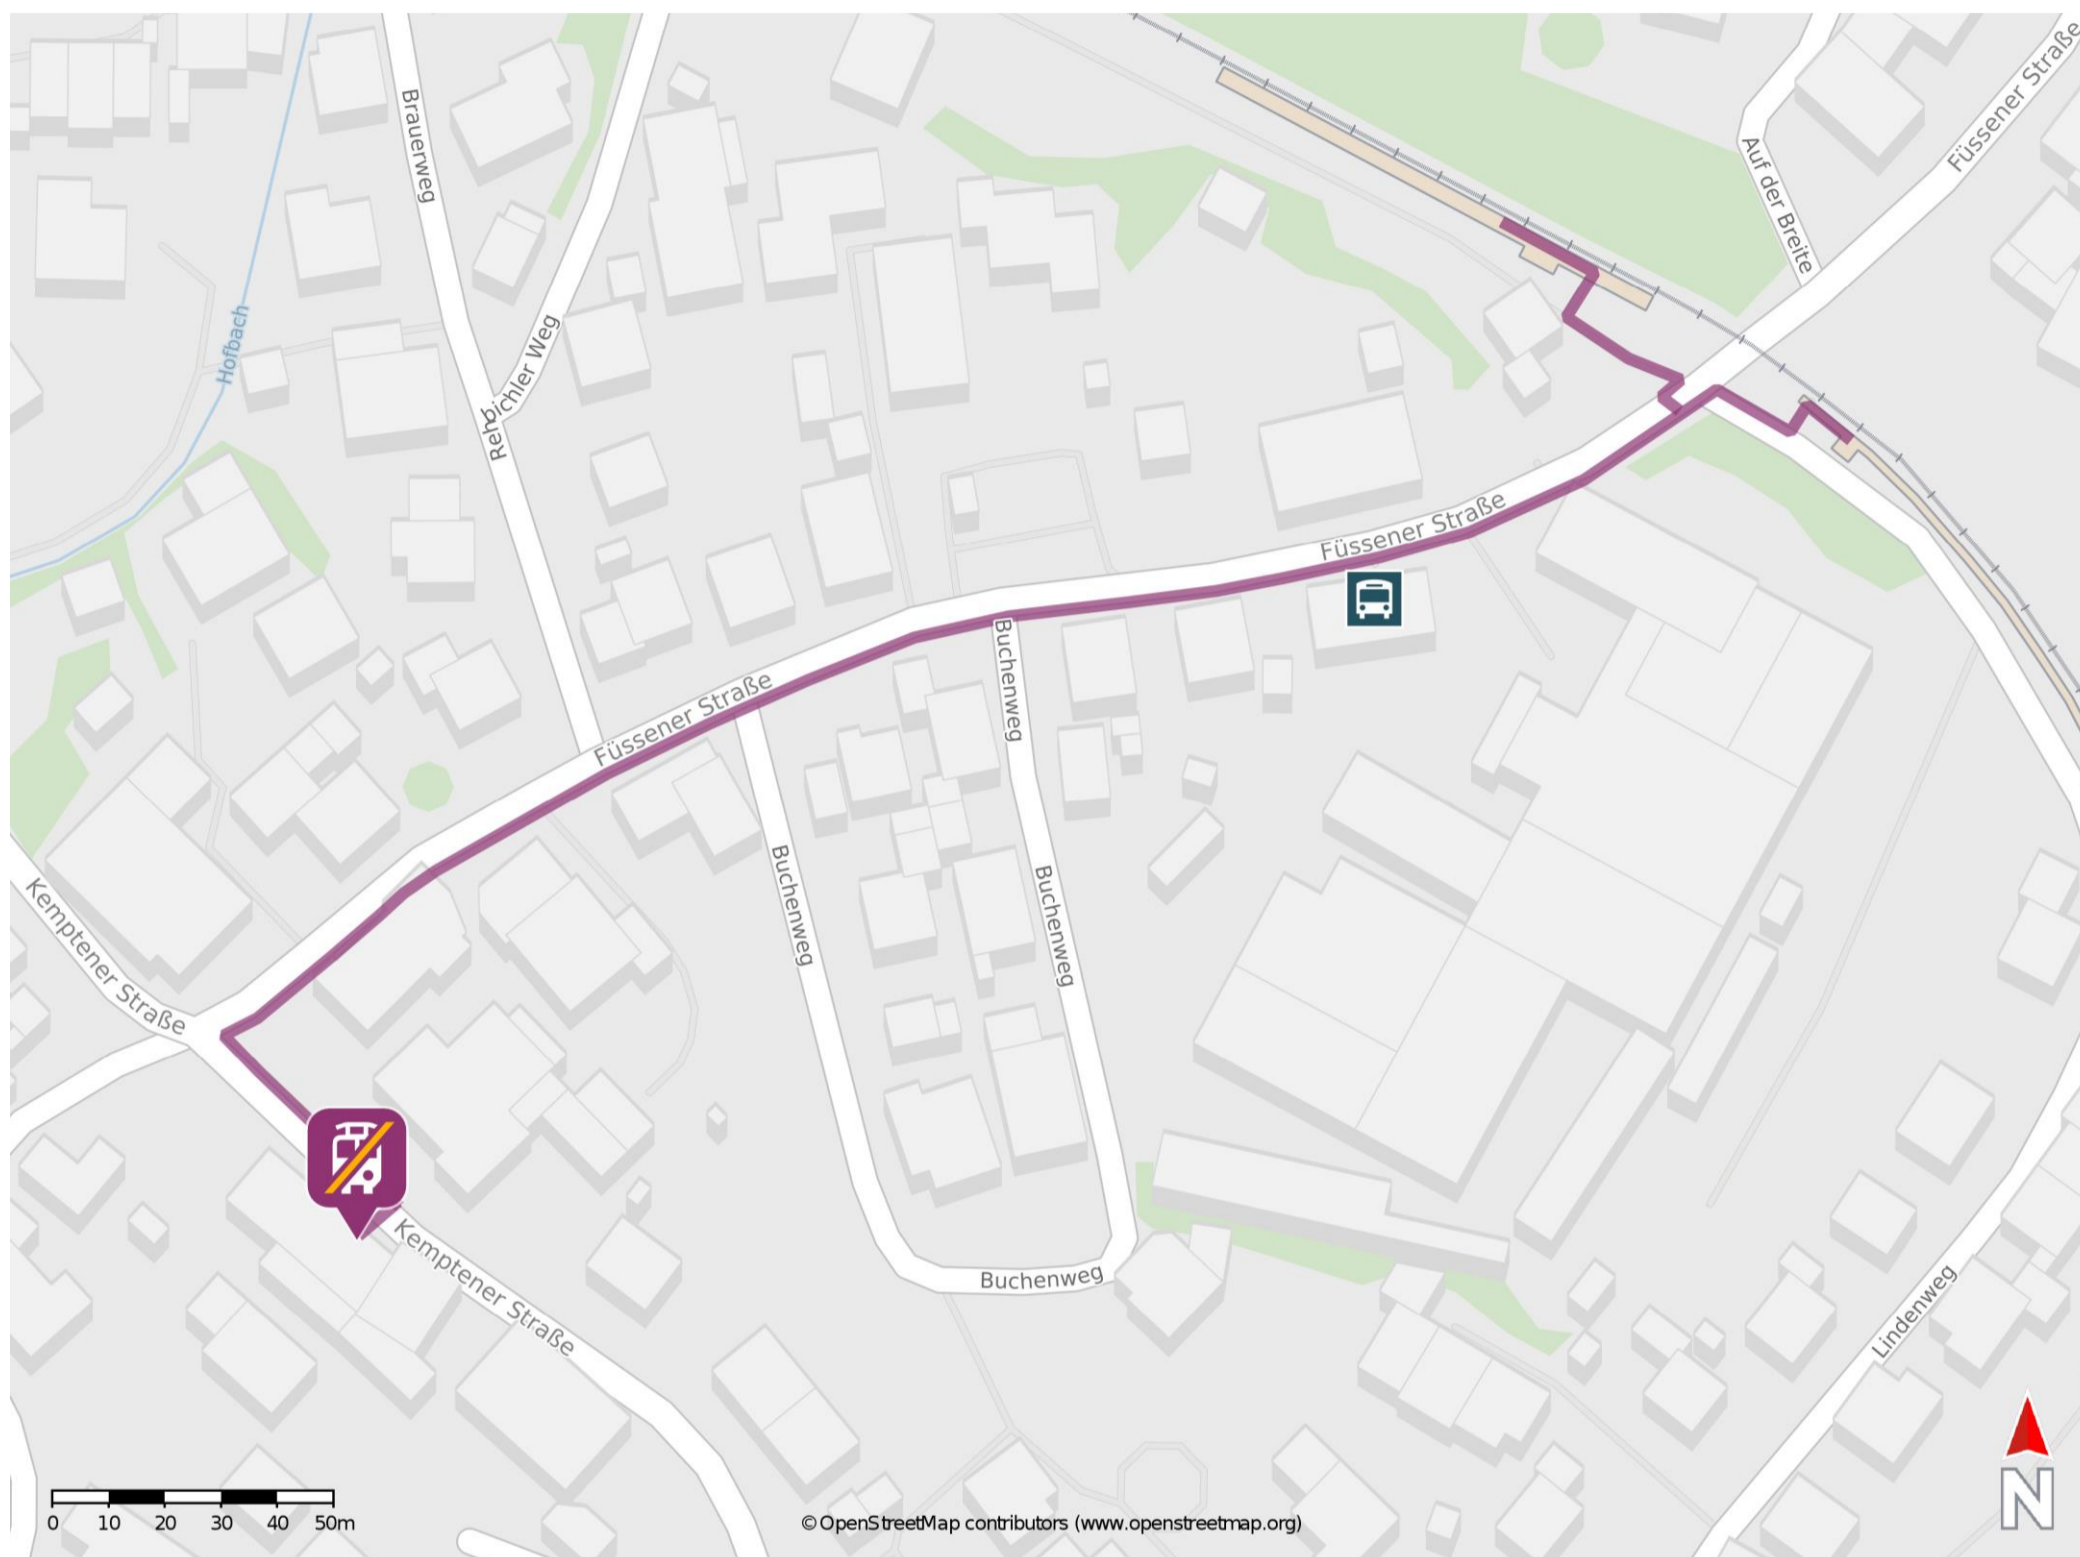 Füssener Straße
Brauerweg
Auf der Breite
Hofbach
Rehbichler Weg
Füssener Straße
Buchenweg
Füssener Straße
Buchenweg
Buchenweg
Kemptener Straße
Kemptener Straße
Buchenweg
Lindenweg
0 10 20 30 40 50m
© OpenStreetMap contributors (www.openstreetmap.org)
N